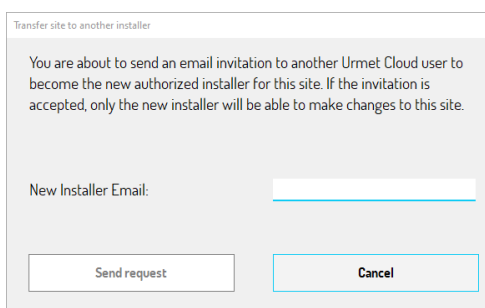 Transfer site to another installer
You are about to send an email invitation to another Urmet Cloud user to
become the new authorized installer for this site. If the invitation is
accepted, only the new installer will be able to make changes to this site.
New Installer Email:
Send request
Cancel